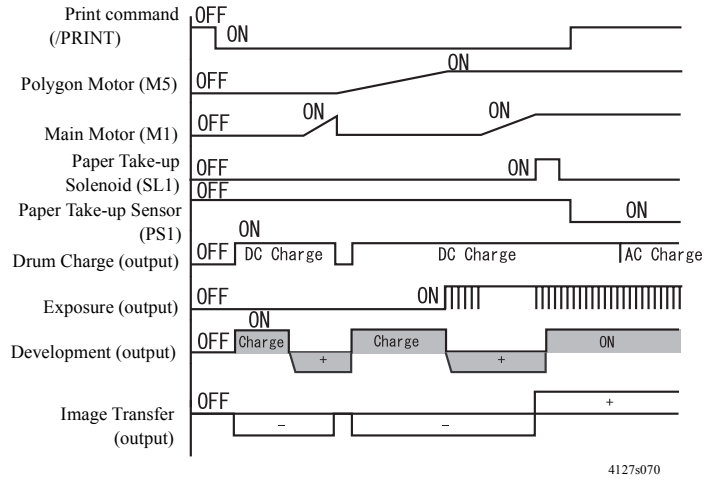 Print command
(/PRINT)
OFF
ON
Polygon Motor (M5)
OFF
ON
Main Motor (M1)
OFF
ON
ON
Paper Take-up
Solenoid (SL1)
OFF
ON
Paper Take-up Sensor
(PS1)
OFF
ON
Drum Charge (output)
OFF
ON
DC Charge
DC Charge
AC Charge
Exposure (output)
OFF
ON
Development (output)
OFF
ON
Charge
+
Charge
+
ON
Image Transfer
(output)
OFF
−
−
+
4127s070